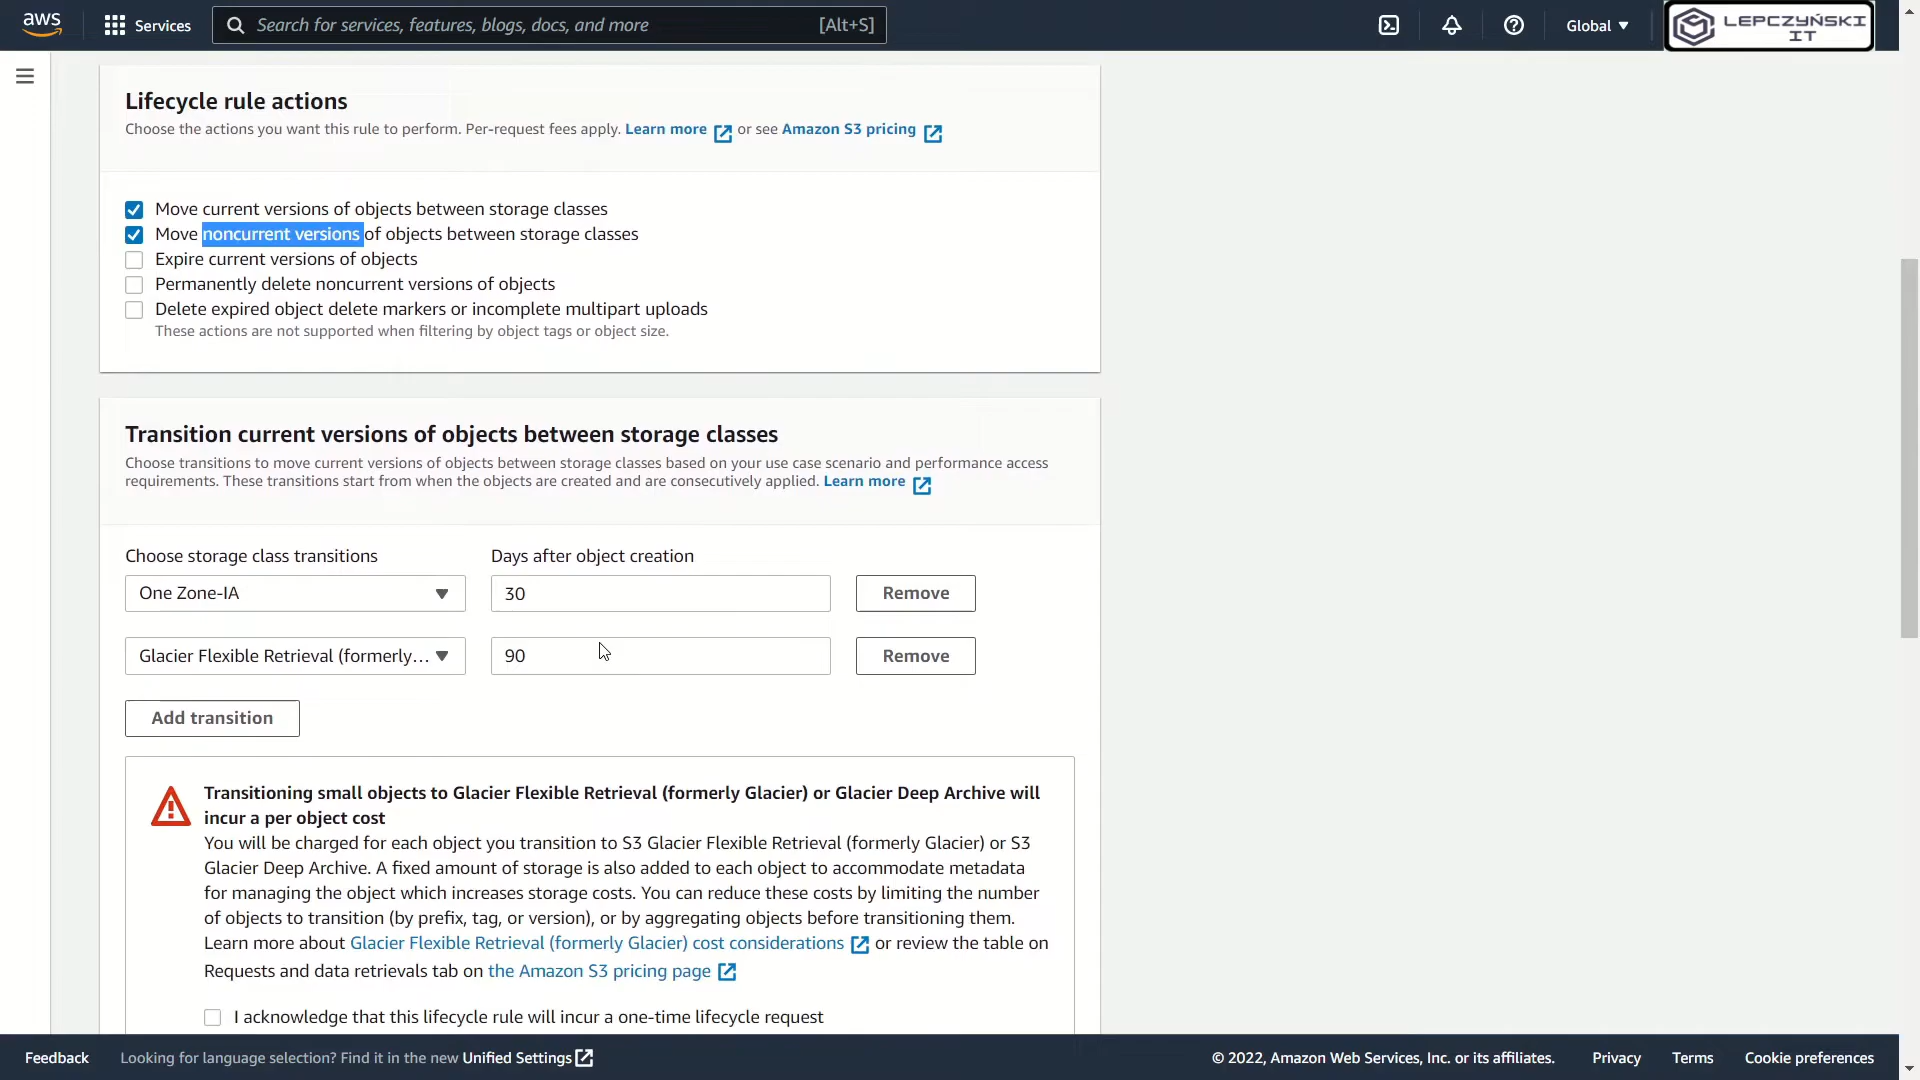 aws
Services
Search for services, features, blogs, docs, and more
[Alt+S]
Global
LEPCZYŃSKI
IT
Lifecycle rule actions
Choose the actions you want this rule to perform. Per-request fees apply. Learn more or see Amazon S3 pricing
Move current versions of objects between storage classes
Move noncurrent versions of objects between storage classes
Expire current versions of objects
Permanently delete noncurrent versions of objects
Delete expired object delete markers or incomplete multipart uploads
These actions are not supported when filtering by object tags or object size.
Transition current versions of objects between storage classes
Choose transitions to move current versions of objects between storage classes based on your use case scenario and performance access
requirements. These transitions start from when the objects are created and are consecutively applied. Learn more
Choose storage class transitions
Days after object creation
One Zone-IA
30
Remove
Glacier Flexible Retrieval (formerly...
90
Remove
Add transition
Transitioning small objects to Glacier Flexible Retrieval (formerly Glacier) or Glacier Deep Archive will
incur a per object cost
You will be charged for each object you transition to S3 Glacier Flexible Retrieval (formerly Glacier) or S3
Glacier Deep Archive. A fixed amount of storage is also added to each object to accommodate metadata
for managing the object which increases storage costs. You can reduce these costs by limiting the number
of objects to transition (by prefix, tag, or version), or by aggregating objects before transitioning them.
Learn more about Glacier Flexible Retrieval (formerly Glacier) cost considerations or review the table on
Requests and data retrievals tab on the Amazon S3 pricing page
I acknowledge that this lifecycle rule will incur a one-time lifecycle request
Feedback
Looking for language selection? Find it in the new Unified Settings
© 2022, Amazon Web Services, Inc. or its affiliates.
Privacy
Terms
Cookie preferences